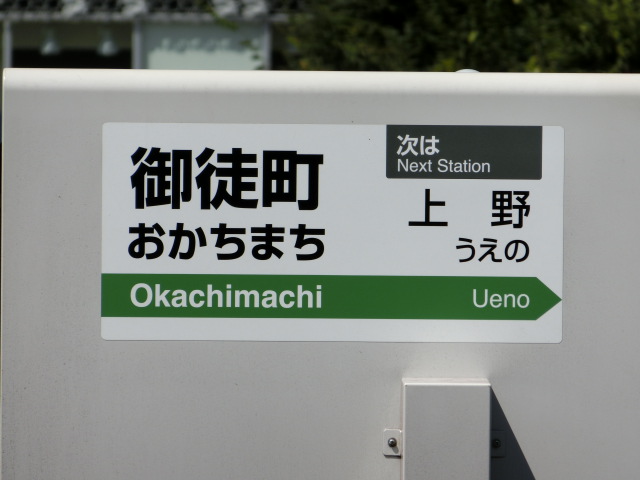 御徒町
おかちまち
Okachimachi
次は
Next Station
上 野
うえの
Ueno